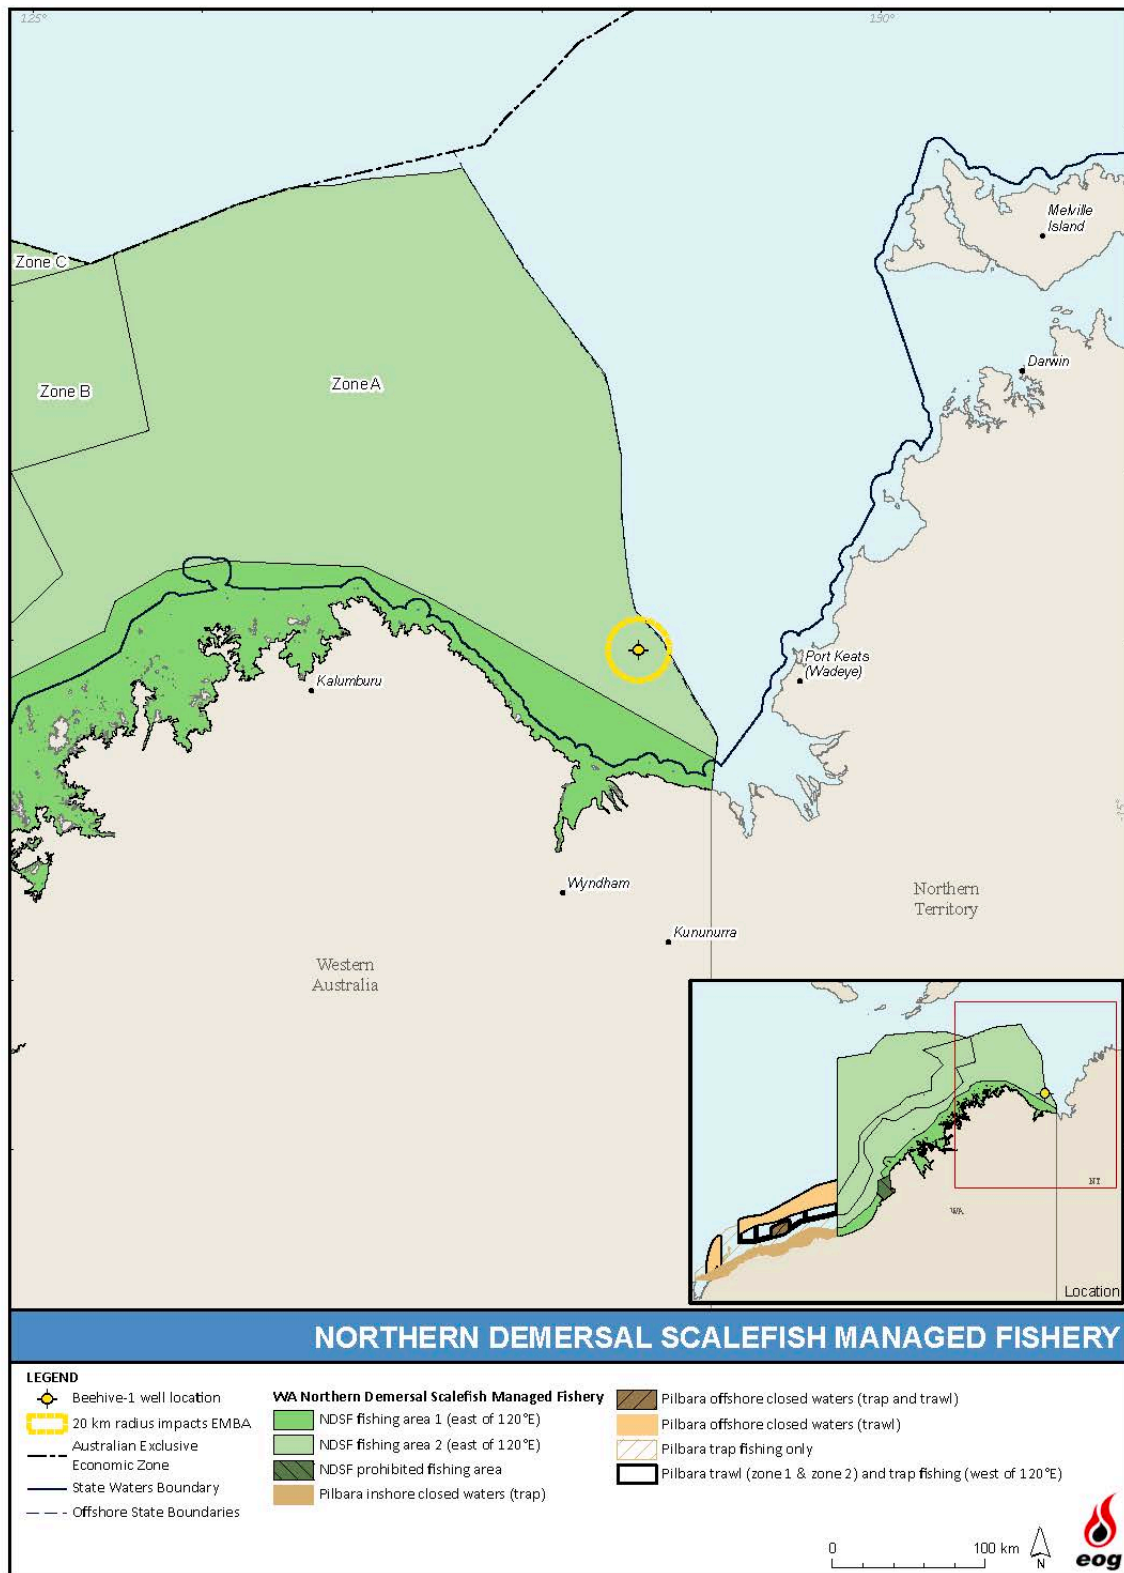 125°
130°
Melville
Island
Zone C
Darwin
Zone B
Zone A
Port Keats
(Wadeye)
Kalumburu
Wyndham
Northern
Territory
Kununurra
Western
Australia
NT
WA
Location
NORTHERN DEMERSAL SCALEFISH MANAGED FISHERY
LEGEND
Beehive-1 well location
20 km radius impacts EMBA
Australian Exclusive
Economic Zone
State Waters Boundary
Offshore State Boundaries
WA Northern Demersal Scalefish Managed Fishery
NDSF fishing area 1 (east of 120°E)
NDSF fishing area 2 (east of 120°E)
NDSF prohibited fishing area
Pilbara inshore closed waters (trap)
Pilbara offshore closed waters (trap and trawl)
Pilbara offshore closed waters (trawl)
Pilbara trap fishing only
Pilbara trawl (zone 1 & zone 2) and trap fishing (west of 120°E)
0 100 km
N
eog